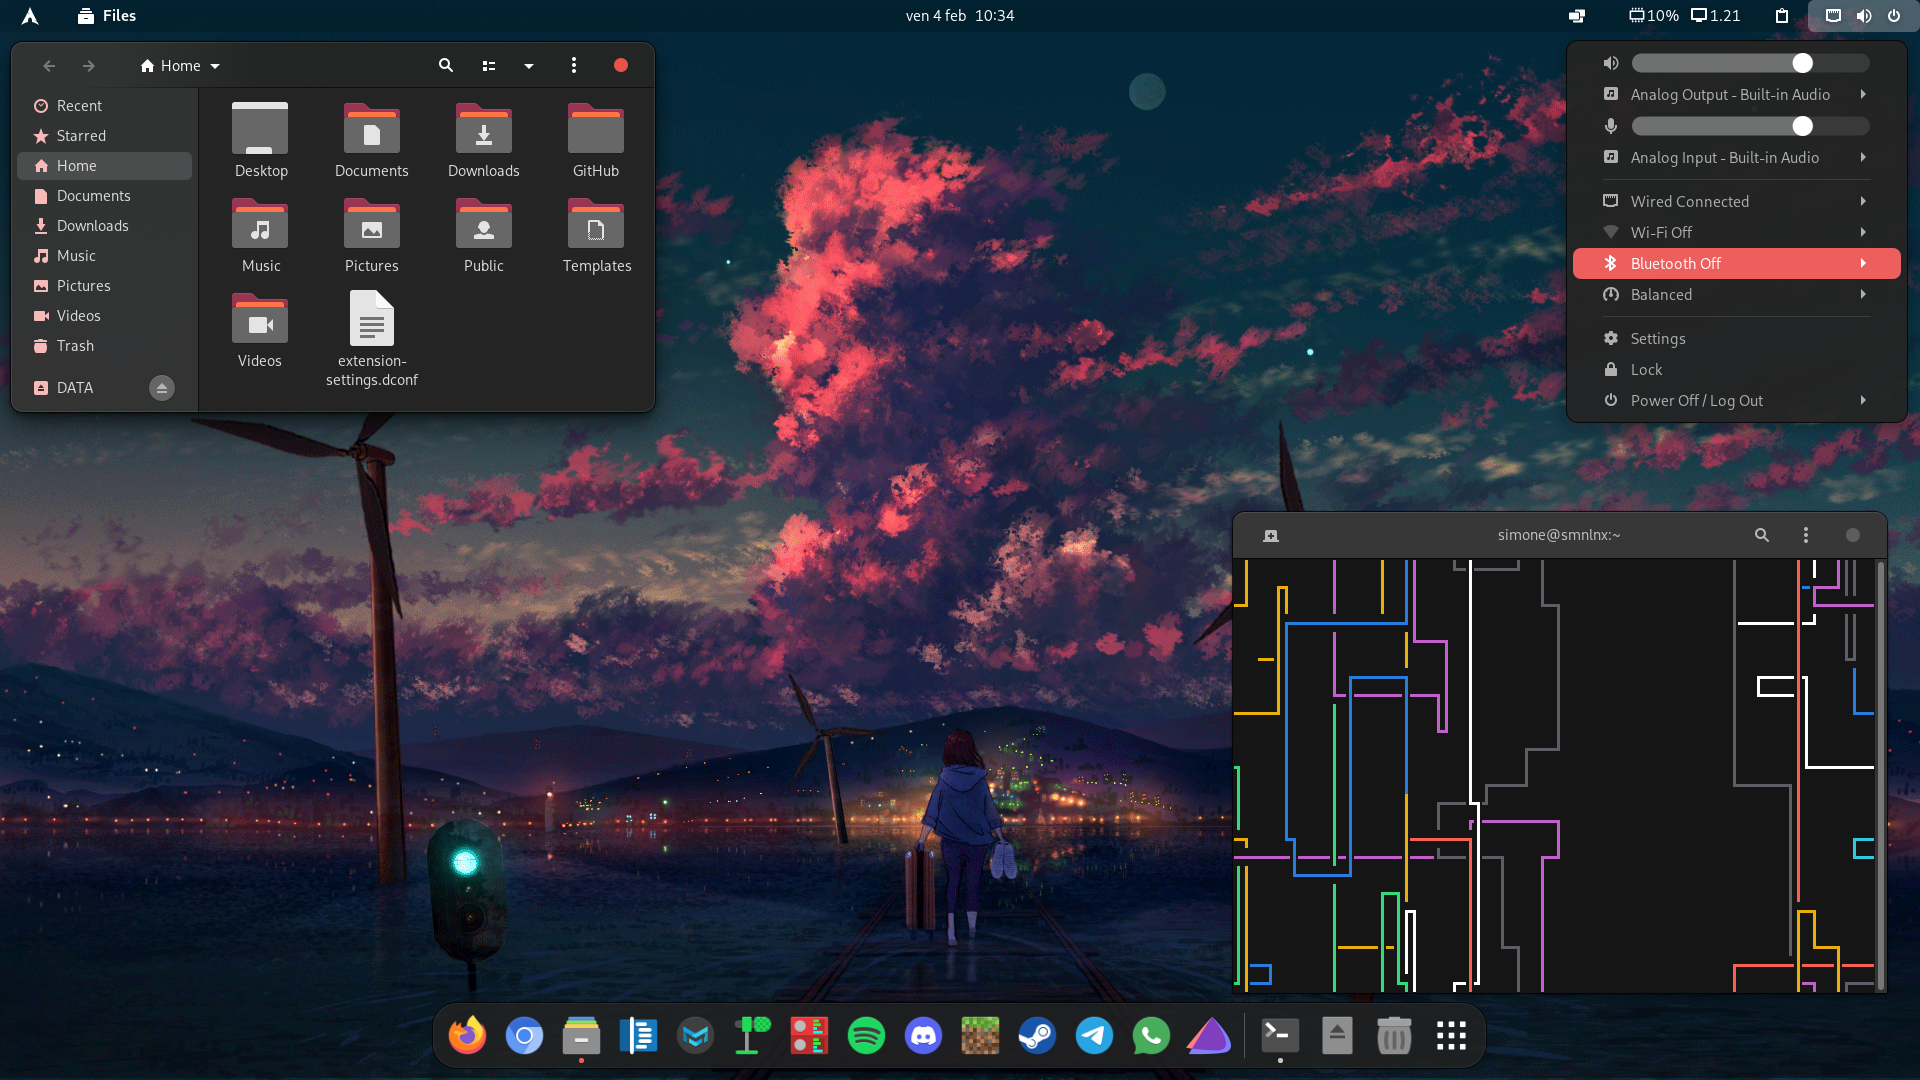 Files
ven 4 feb 10:34
10%
1.21
Home
Recent
Starred
Home
Documents
Downloads
Music
Pictures
Videos
Trash
DATA
Desktop
Documents
Downloads
GitHub
Music
Pictures
Public
Templates
Videos
extension-
settings.dconf
Analog Output - Built-in Audio
Analog Input - Built-in Audio
Wired Connected
Wi-Fi Off
Bluetooth Off
Balanced
Settings
Lock
Power Off / Log Out
simone@smnlnx:~